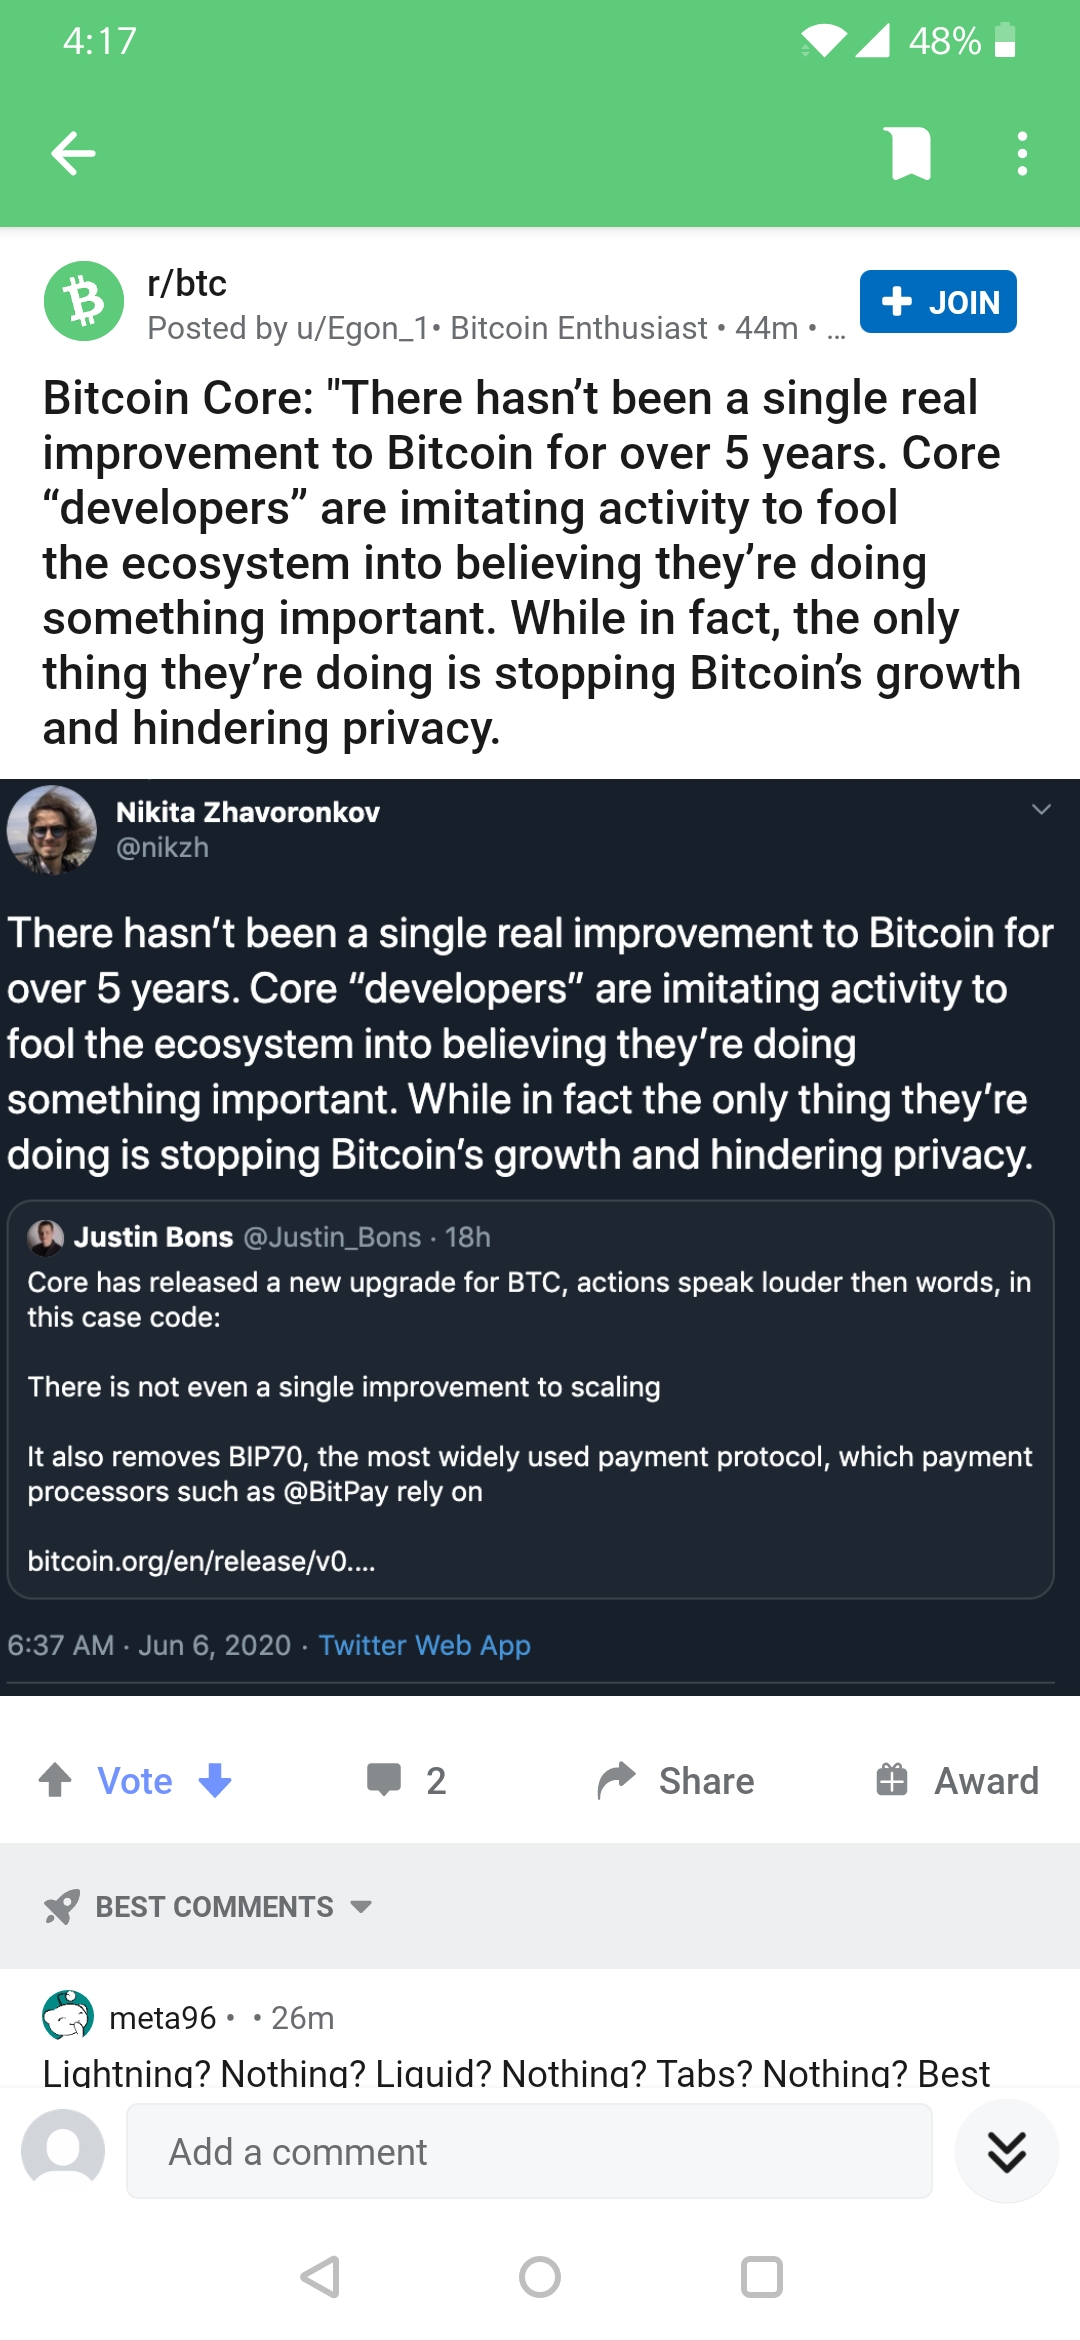 4:17
48%
r/btc
Posted by u/Egon_1• Bitcoin Enthusiast • 44m • ...
JOIN
Bitcoin Core: "There hasn’t been a single real
improvement to Bitcoin for over 5 years. Core
“developers” are imitating activity to fool
the ecosystem into believing they’re doing
something important. While in fact, the only
thing they’re doing is stopping Bitcoin’s growth
and hindering privacy.
Nikita Zhavoronkov
@nikzh
There hasn’t been a single real improvement to Bitcoin for
over 5 years. Core “developers” are imitating activity to
fool the ecosystem into believing they’re doing
something important. While in fact the only thing they’re
doing is stopping Bitcoin’s growth and hindering privacy.
Justin Bons @Justin_Bons · 18h
Core has released a new upgrade for BTC, actions speak louder then words, in
this case code:
There is not even a single improvement to scaling
It also removes BIP70, the most widely used payment protocol, which payment
processors such as @BitPay rely on
bitcoin.org/en/release/v0....
6:37 AM · Jun 6, 2020 · Twitter Web App
Vote
2
Share
Award
BEST COMMENTS
meta96 • • 26m
Lightning? Nothing? Liquid? Nothing? Tabs? Nothing? Best
Add a comment